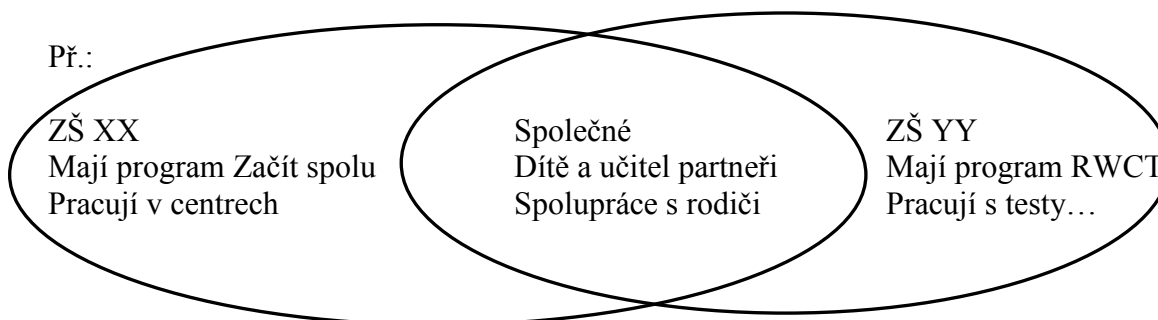 Př.:
ZŠ XX
Mají program Začít spolu
Pracují v centrech
Společné
Dítě a učitel partneři
Spolupráce s rodiči
ZŠ YY
Mají program RWCT
Pracují s testy…